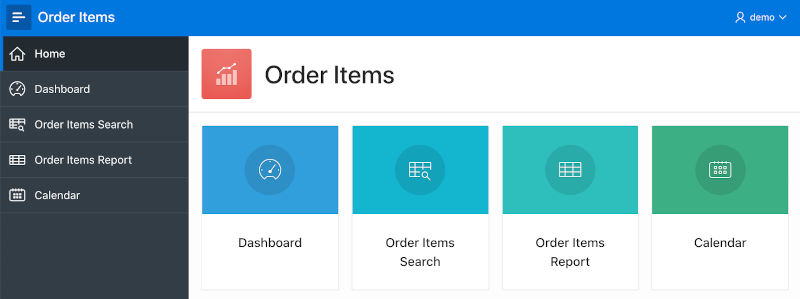 Order Items
demo
Home
Dashboard
Order Items Search
Order Items Report
Calendar
Order Items
Dashboard
Order Items
Search
Order Items
Report
Calendar